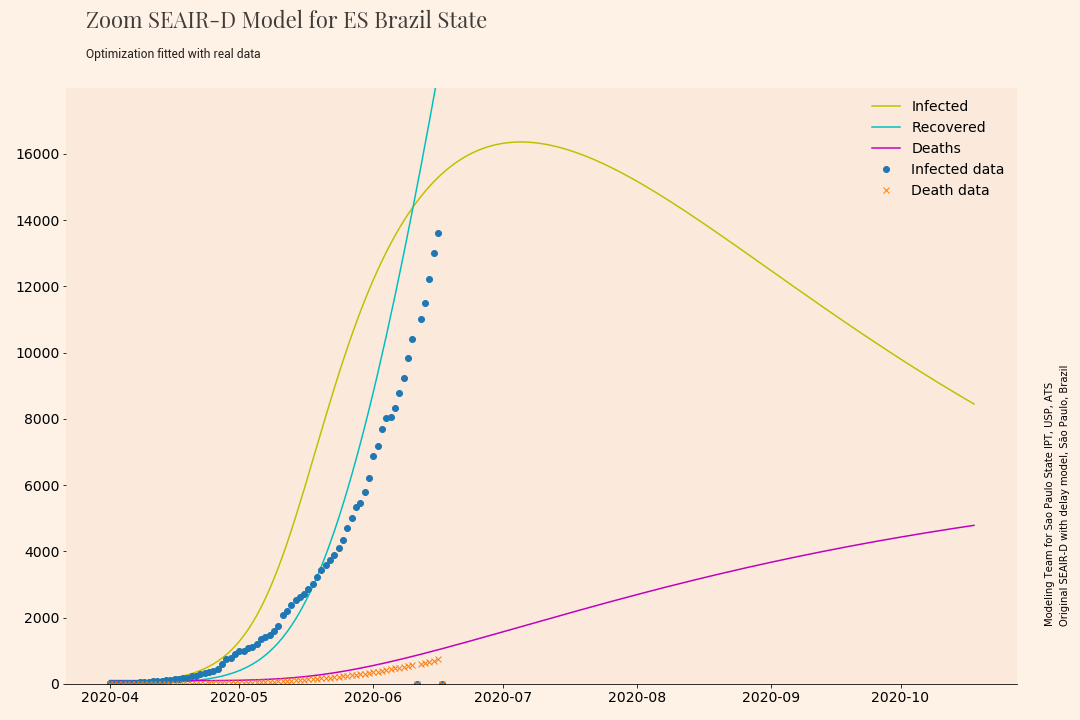 Zoom SEAIR-D Model for ES Brazil State
Optimization fitted with real data
Infected
Recovered
Deaths
Infected data
Death data
16000
14000
12000
10000
8000
6000
4000
2000
0
2020-04
2020-05
2020-06
2020-07
2020-08
2020-09
2020-10
Modeling Team for Sao Paulo State IPT, USP, ATS
Original SEAIR-D with delay model, São Paulo, Brazil